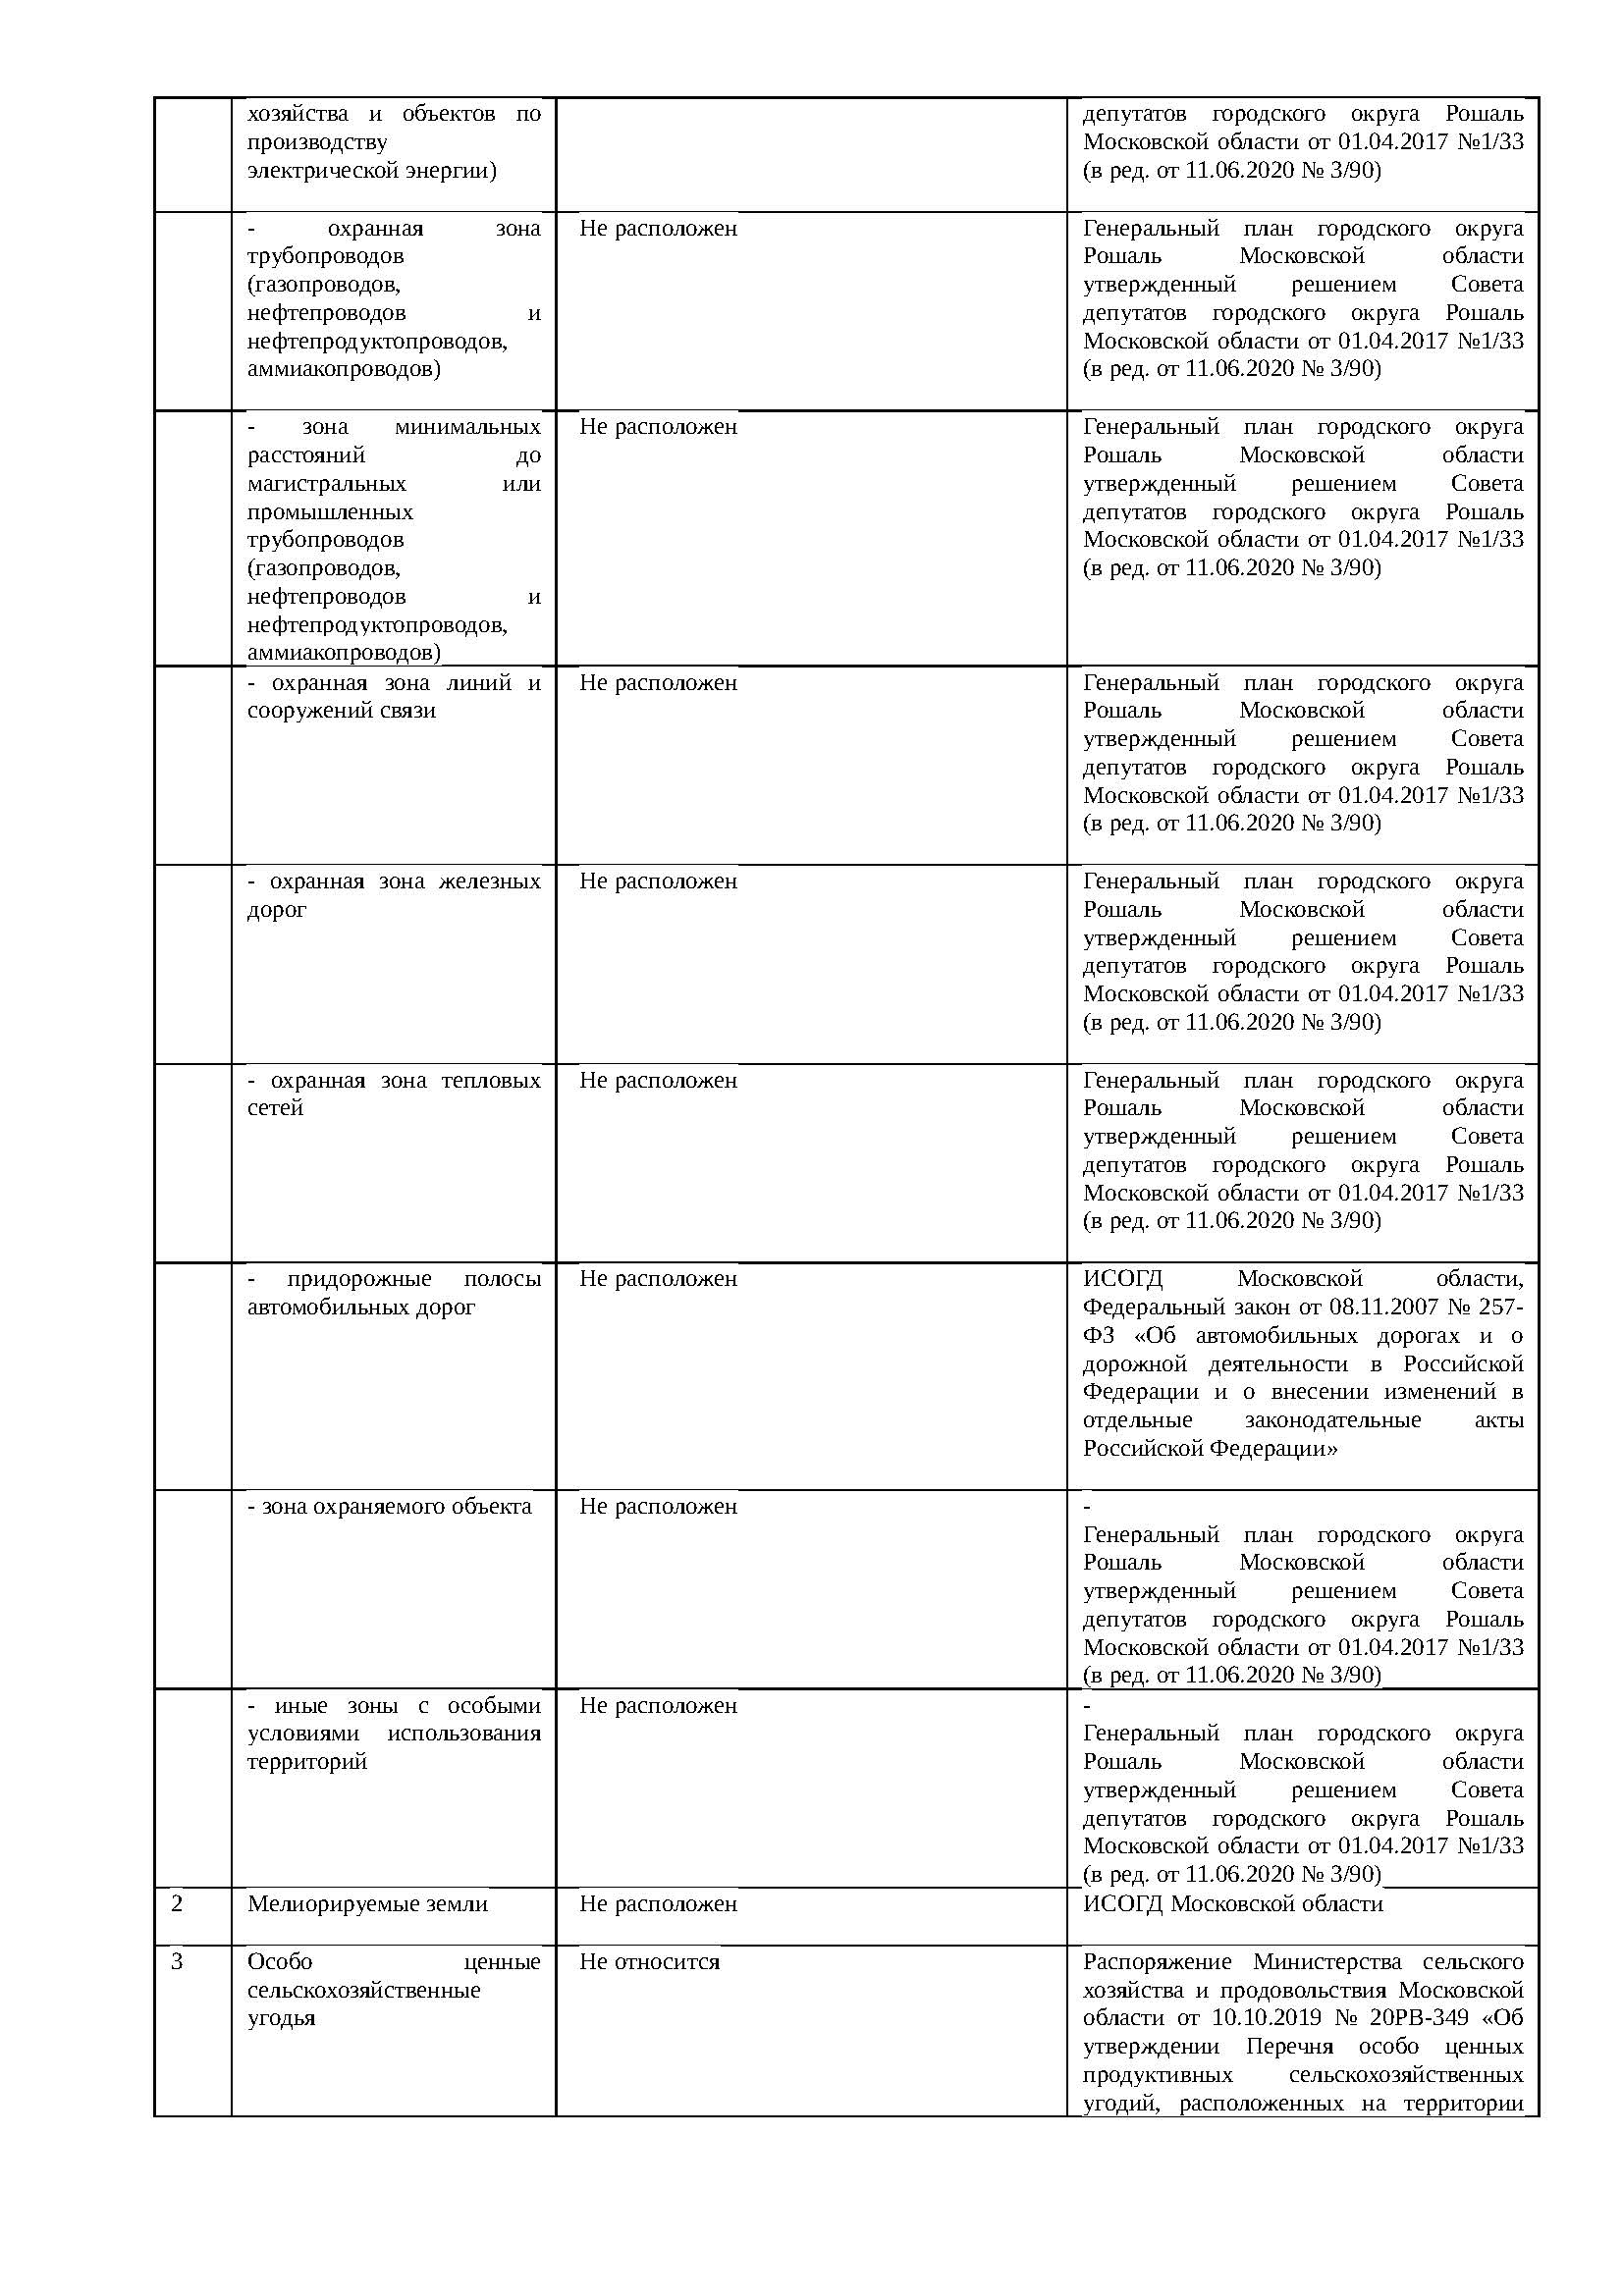 хозяйства и объектов по
производству
электрической энергии)
депутатов городского округа Рошаль
Московской области от 01.04.2017 №1/33
(в ред. от 11.06.2020 № 3/90)
- охранная зона
трубопроводов
(газопроводов,
нефтепроводов и
нефтепродуктопроводов,
аммиакопроводов)
Не расположен
Генеральный план городского округа
Рошаль Московской области
утвержденный решением Совета
депутатов городского округа Рошаль
Московской области от 01.04.2017 №1/33
(в ред. от 11.06.2020 № 3/90)
- зона минимальных
расстояний до
магистральных или
промышленных
трубопроводов
(газопроводов,
нефтепроводов и
нефтепродуктопроводов,
аммиакопроводов)
Не расположен
Генеральный план городского округа
Рошаль Московской области
утвержденный решением Совета
депутатов городского округа Рошаль
Московской области от 01.04.2017 №1/33
(в ред. от 11.06.2020 № 3/90)
- охранная зона линий и
сооружений связи
Не расположен
Генеральный план городского округа
Рошаль Московской области
утвержденный решением Совета
депутатов городского округа Рошаль
Московской области от 01.04.2017 №1/33
(в ред. от 11.06.2020 № 3/90)
- охранная зона железных
дорог
Не расположен
Генеральный план городского округа
Рошаль Московской области
утвержденный решением Совета
депутатов городского округа Рошаль
Московской области от 01.04.2017 №1/33
(в ред. от 11.06.2020 № 3/90)
- охранная зона тепловых
сетей
Не расположен
Генеральный план городского округа
Рошаль Московской области
утвержденный решением Совета
депутатов городского округа Рошаль
Московской области от 01.04.2017 №1/33
(в ред. от 11.06.2020 № 3/90)
- придорожные полосы
автомобильных дорог
Не расположен
ИСОГД Московской области,
Федеральный закон от 08.11.2007 № 257-
ФЗ «Об автомобильных дорогах и о
дорожной деятельности в Российской
Федерации и о внесении изменений в
отдельные законодательные акты
Российской Федерации»
- зона охраняемого объекта
Не расположен
-
Генеральный план городского округа
Рошаль Московской области
утвержденный решением Совета
депутатов городского округа Рошаль
Московской области от 01.04.2017 №1/33
(в ред. от 11.06.2020 № 3/90)
- иные зоны с особыми
условиями использования
территорий
Не расположен
-
Генеральный план городского округа
Рошаль Московской области
утвержденный решением Совета
депутатов городского округа Рошаль
Московской области от 01.04.2017 №1/33
(в ред. от 11.06.2020 № 3/90)
2
Мелиорируемые земли
Не расположен
ИСОГД Московской области
3
Особо ценные
сельскохозяйственные
угодья
Не относится
Распоряжение Министерства сельского
хозяйства и продовольствия Московской
области от 10.10.2019 № 20РВ-349 «Об
утверждении Перечня особо ценных
продуктивных сельскохозяйственных
угодий, расположенных на территории